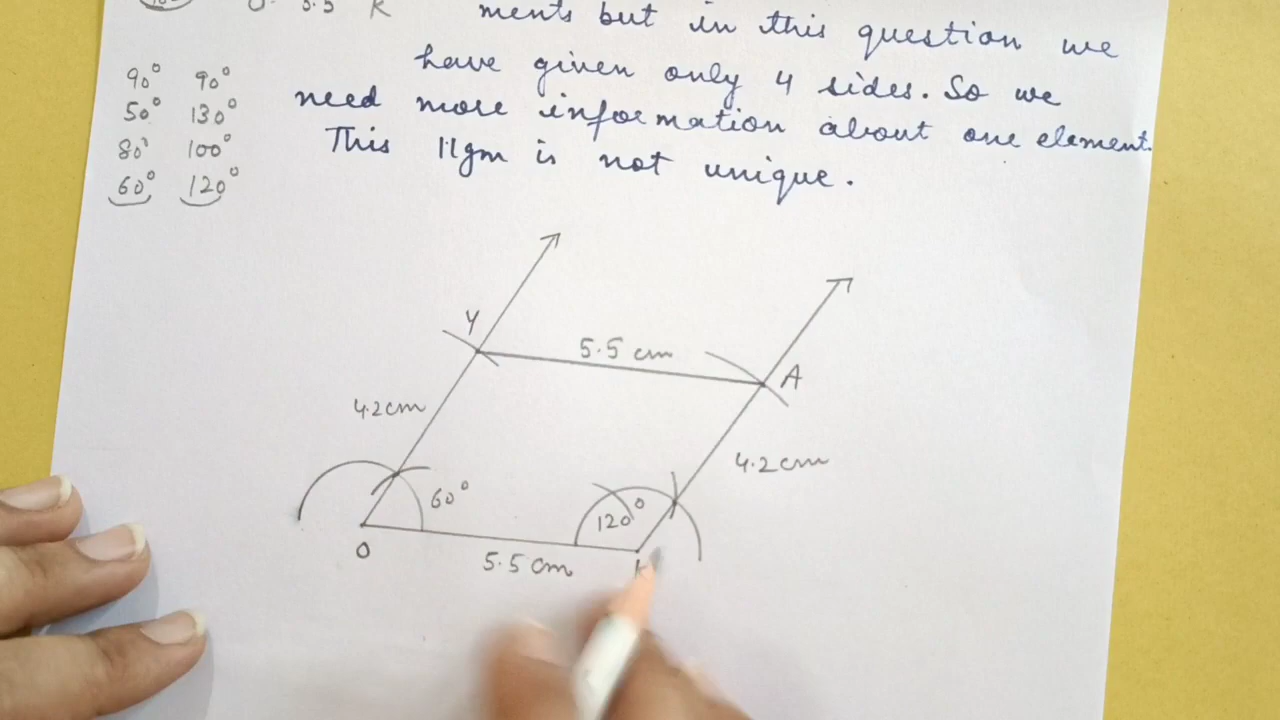 5.5 K
ments but in this question we
have given only 4 sides. So we
need more information about one element.
This llgm is not unique.
90° 90°
50° 130°
80° 100°
60° 120°
Y
5.5 cm
A
4.2cm
4.2 cm
60°
120°
O
5.5 cm
K